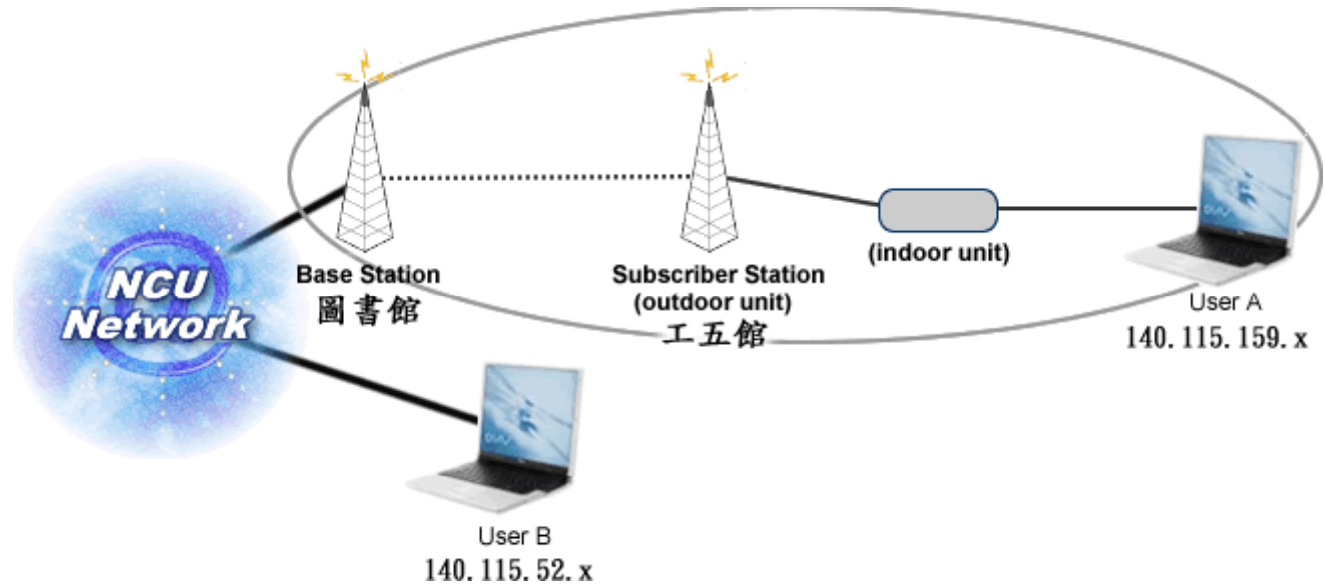 NCU
Network
Base Station
圖書館
Subscriber Station
(outdoor unit)
工五館
(indoor unit)
User A
140.115.159.x
User B
140.115.52.x